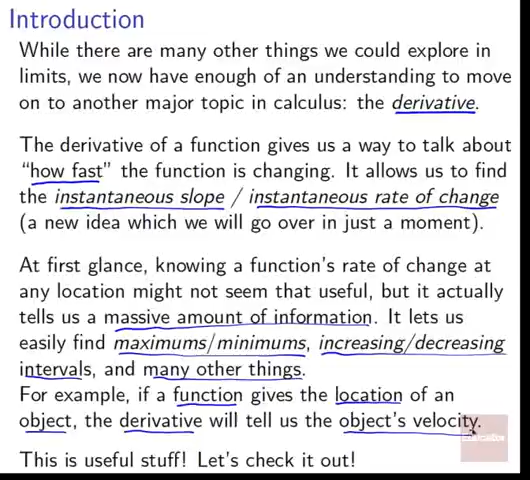 Introduction
While there are many other things we could explore in
limits, we now have enough of an understanding to move
on to another major topic in calculus: the derivative.
The derivative of a function gives us a way to talk about
“how fast” the function is changing. It allows us to find
the instantaneous slope / instantaneous rate of change
(a new idea which we will go over in just a moment).
At first glance, knowing a function's rate of change at
any location might not seem that useful, but it actually
tells us a massive amount of information. It lets us
easily find maximums/minimums, increasing/decreasing
intervals, and many other things.
For example, if a function gives the location of an
object, the derivative will tell us the object's velocity.
This is useful stuff! Let's check it out!